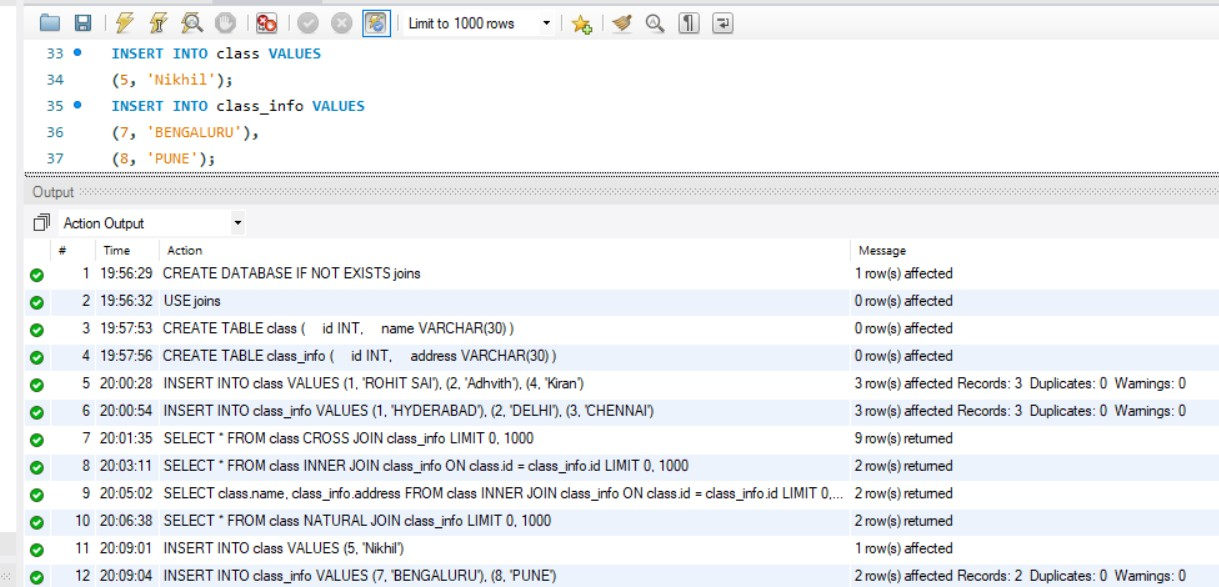 Limit to 1000 rows
33 INSERT INTO class VALUES
34 (5, 'Nikhil');
35 INSERT INTO class_info VALUES
36 (7, 'BENGALURU'),
37 (8, 'PUNE');
Output
Action Output
# Time Action Message
1 19:56:29 CREATE DATABASE IF NOT EXISTS joins 1 row(s) affected
2 19:56:32 USE joins 0 row(s) affected
3 19:57:53 CREATE TABLE class ( id INT, name VARCHAR(30) ) 0 row(s) affected
4 19:57:56 CREATE TABLE class_info ( id INT, address VARCHAR(30) ) 0 row(s) affected
5 20:00:28 INSERT INTO class VALUES (1, 'ROHIT SAI'), (2, 'Adhvith'), (4, 'Kiran') 3 row(s) affected Records: 3 Duplicates: 0 Warnings: 0
6 20:00:54 INSERT INTO class_info VALUES (1, 'HYDERABAD'), (2, 'DELHI'), (3, 'CHENNAI') 3 row(s) affected Records: 3 Duplicates: 0 Warnings: 0
7 20:01:35 SELECT * FROM class CROSS JOIN class_info LIMIT 0, 1000 9 row(s) returned
8 20:03:11 SELECT * FROM class INNER JOIN class_info ON class.id = class_info.id LIMIT 0, 1000 2 row(s) returned
9 20:05:02 SELECT class.name, class_info.address FROM class INNER JOIN class_info ON class.id = class_info.id LIMIT 0,... 2 row(s) returned
10 20:06:38 SELECT * FROM class NATURAL JOIN class_info LIMIT 0, 1000 2 row(s) returned
11 20:09:01 INSERT INTO class VALUES (5, 'Nikhil') 1 row(s) affected
12 20:09:04 INSERT INTO class_info VALUES (7, 'BENGALURU'), (8, 'PUNE') 2 row(s) affected Records: 2 Duplicates: 0 Warnings: 0